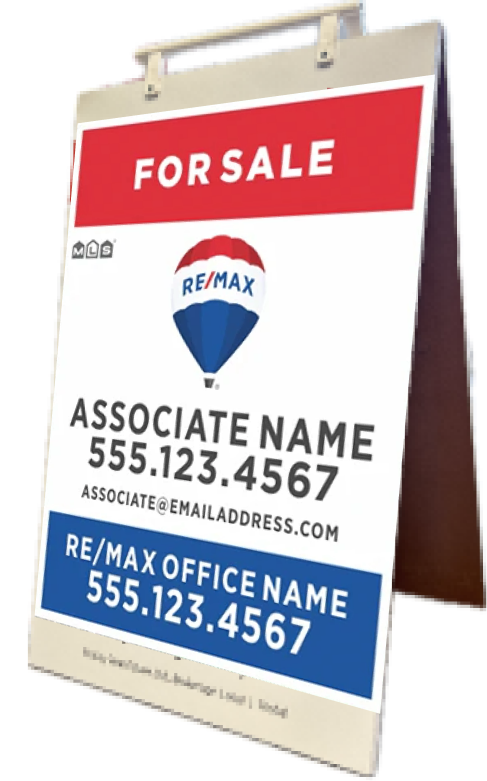 FOR SALE
MLS
RE/MAX
ASSOCIATE NAME
555.123.4567
ASSOCIATE@EMAILADDRESS.COM
RE/MAX OFFICE NAME
555.123.4567